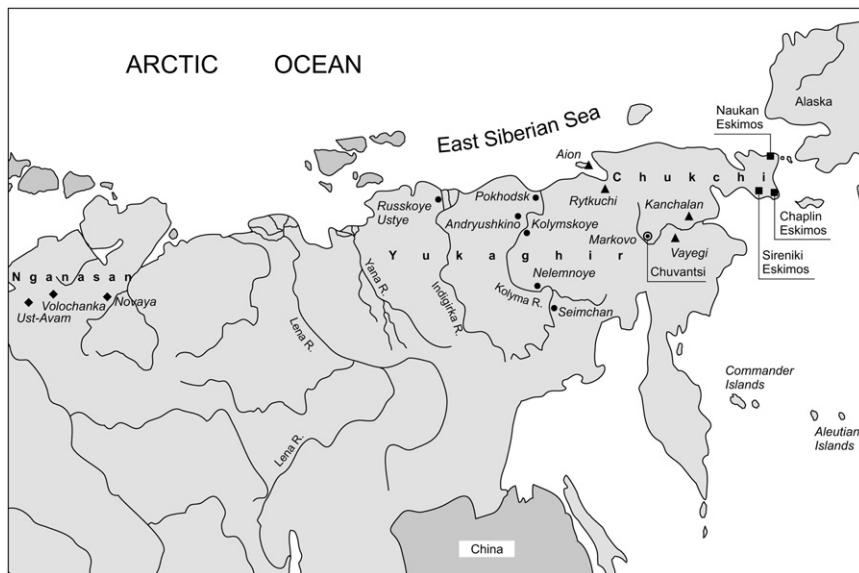 ARCTIC OCEAN
East Siberian Sea
Alaska
Naukan
Eskimos
Aion
Chukchi
Rytkuchi
Kanchalan
Pokhodsk
Russkoye
Ustye
Andryushkino
Kolymskoye
Markovo
Vayegi
Chaplin
Eskimos
Sireniki
Eskimos
Chuvantsi
Yukaghir
Nganasan
Volochanka
Novaya
Ust-Avam
Yana R.
Indigirka R.
Nelemnoye
Kolyma R.
Seimchan
Lena R.
Lena R.
Commander
Islands
Aleutian
Islands
China